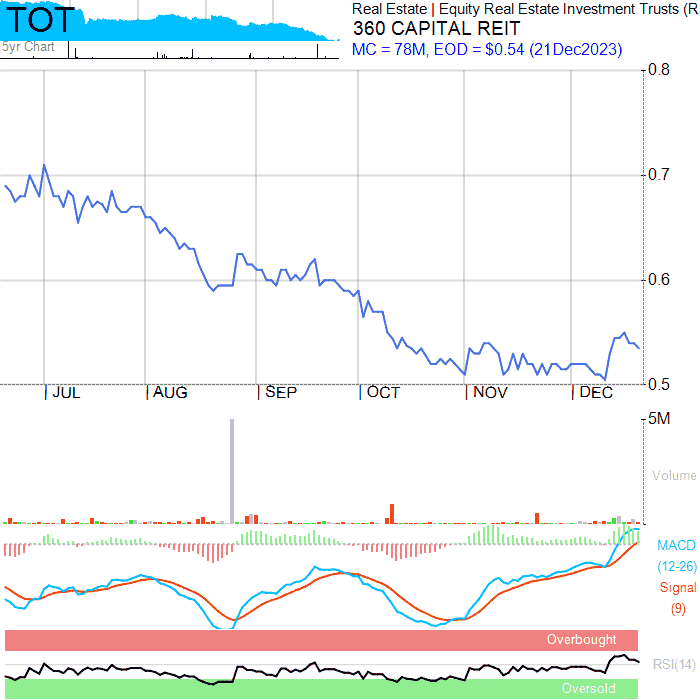 TOT
5yr Chart
Real Estate | Equity Real Estate Investment Trusts (R
360 CAPITAL REIT
MC = 78M, EOD = $0.54 (21Dec2023)
0.8
0.7
0.6
0.5
JUL AUG SEP OCT NOV DEC
5M
Volume
MACD
(12-26)
Signal
(9)
Overbought
RSI(14)
Oversold